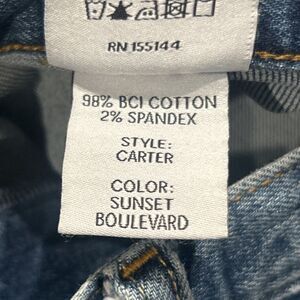 RN 155144
98% BCI COTTON
2% SPANDEX
STYLE:
CARTER
COLOR:
SUNSET
BOULEVARD